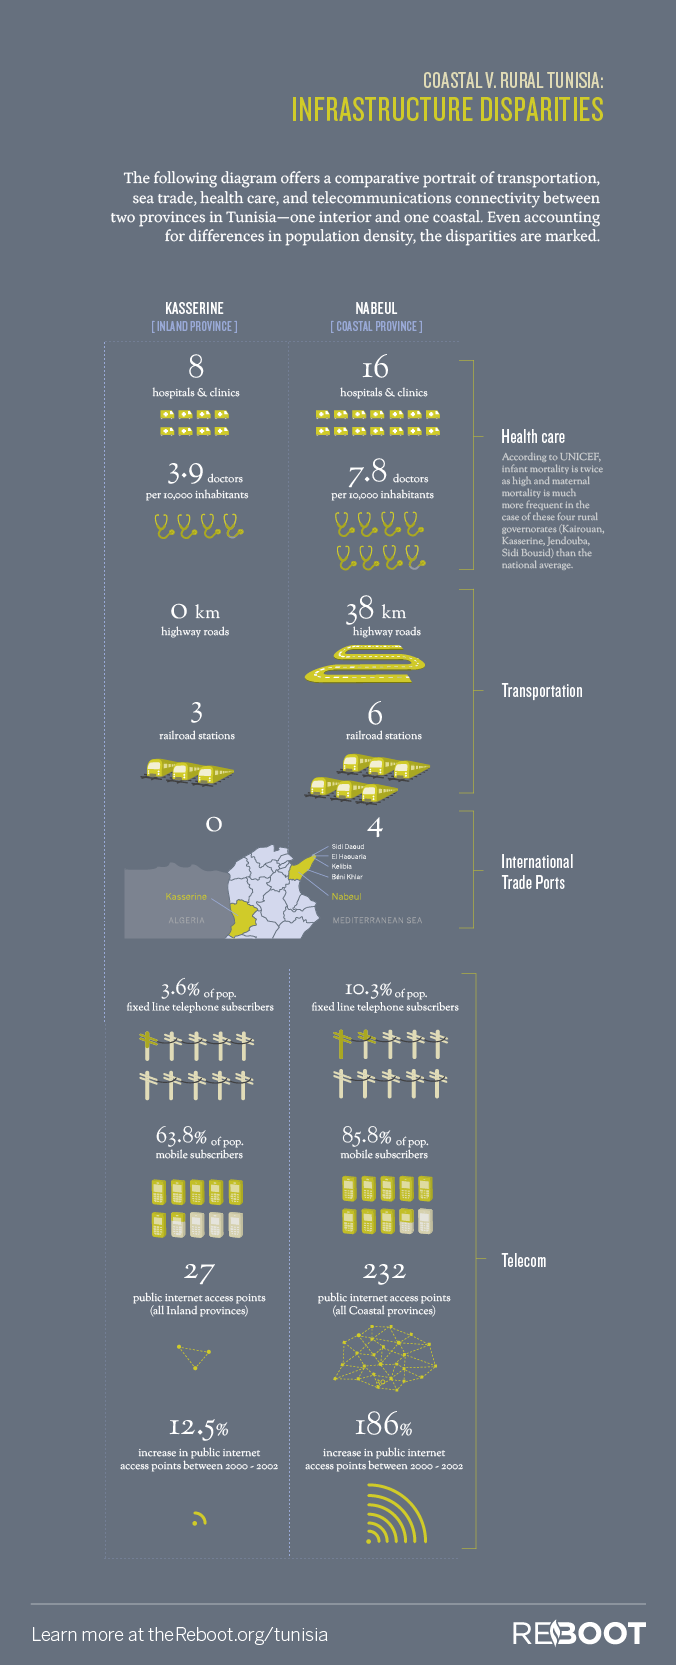 COASTAL V. RURAL TUNISIA:
INFRASTRUCTURE DISPARITIES
The following diagram offers a comparative portrait of transportation,
sea trade, health care, and telecommunications connectivity between
two provinces in Tunisia—one interior and one coastal. Even accounting
for differences in population density, the disparities are marked.
KASSERINE
[ INLAND PROVINCE ]
NABEUL
[ COASTAL PROVINCE ]
8
hospitals & clinics
16
hospitals & clinics
3.9 doctors
per 10,000 inhabitants
7.8 doctors
per 10,000 inhabitants
Health care
According to UNICEF,
infant mortality is twice
as high and maternal
mortality is much
more frequent in the
case of these four rural
governorates (Kairouan,
Kasserine, Jendouba,
Sidi Bouzid) than the
national average.
0 km
highway roads
38 km
highway roads
3
railroad stations
6
railroad stations
Transportation
0
4
Sidi Daoud
El Haouaria
Kelibia
Béni Khiar
Kasserine
Nabeul
ALGERIA
MEDITERRANEAN SEA
International
Trade Ports
3.6% of pop.
fixed line telephone subscribers
10.3% of pop.
fixed line telephone subscribers
63.8% of pop.
mobile subscribers
85.8% of pop.
mobile subscribers
27
public internet access points
(all Inland provinces)
232
public internet access points
(all Coastal provinces)
Telecom
12.5%
increase in public internet
access points between 2000 - 2002
186%
increase in public internet
access points between 2000 - 2002
Learn more at theReboot.org/tunisia
REBOOT